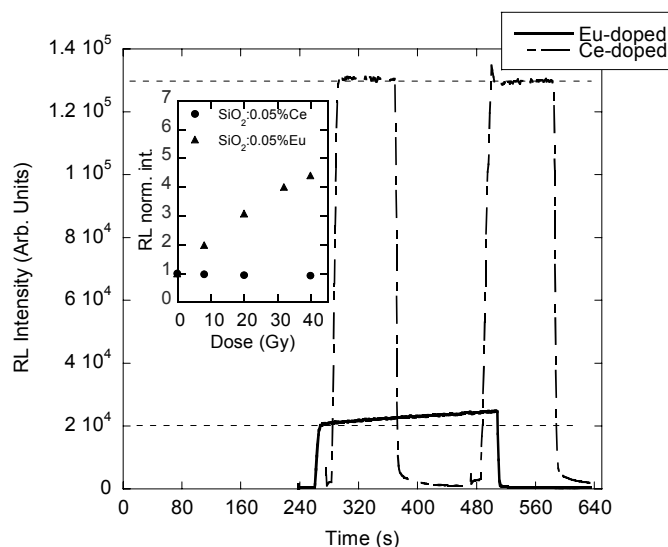 Eu-doped
Ce-doped
1.4 10⁵
1.2 10⁵
1 10⁵
8 10⁴
6 10⁴
4 10⁴
2 10⁴
0
RL Intensity (Arb. Units)
0 80 160 240 320 400 480 560 640
Time (s)
7
6
5
4
3
2
1
0
RL norm. int.
SiO₂:0.05%Ce
SiO₂:0.05%Eu
0 10 20 30 40
Dose (Gy)